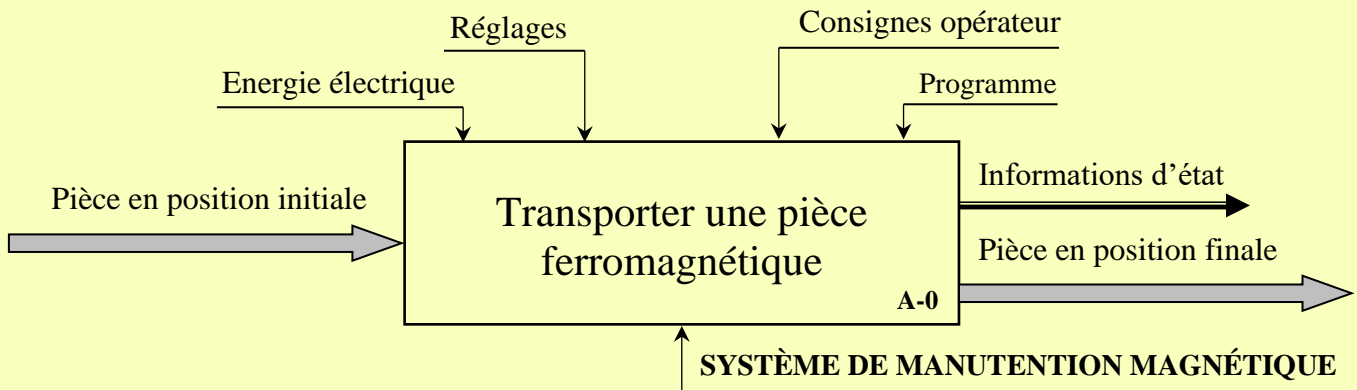 Réglages
Consignes opérateur
Energie électrique
Programme
Pièce en position initiale
Transporter une pièce
ferromagnétique
A-0
Informations d’état
Pièce en position finale
SYSTÈME DE MANUTENTION MAGNÉTIQUE